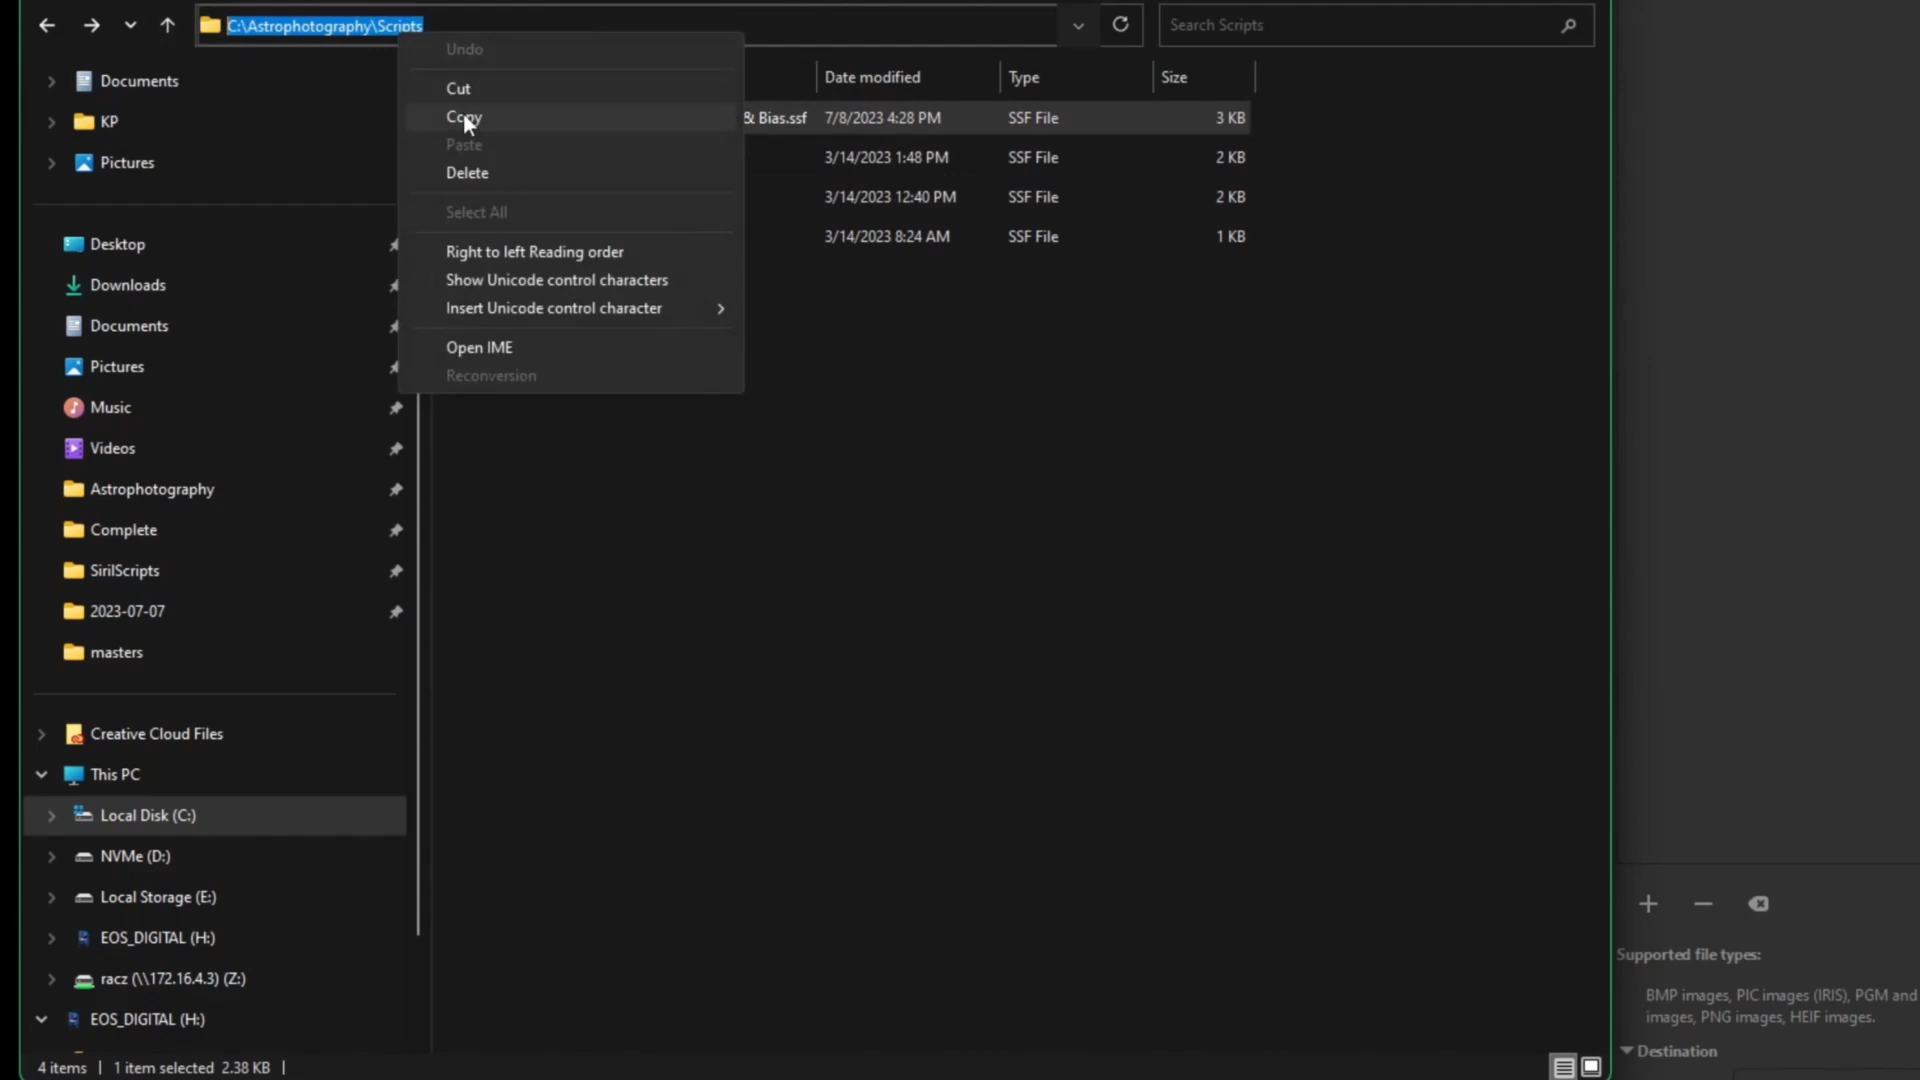 C:\Astrophotography\Scripts
Search Scripts
Undo
Cut
Copy
Paste
Delete
Select All
Right to left Reading order
Show Unicode control characters
Insert Unicode control character
Open IME
Reconversion
Date modified Type Size
& Bias.ssf 7/8/2023 4:28 PM SSF File 3 KB
3/14/2023 1:48 PM SSF File 2 KB
3/14/2023 12:40 PM SSF File 2 KB
3/14/2023 8:24 AM SSF File 1 KB
Documents
KP
Pictures
Desktop
Downloads
Documents
Pictures
Music
Videos
Astrophotography
Complete
SirilScripts
2023-07-07
masters
Creative Cloud Files
This PC
Local Disk (C:)
NVMe (D:)
Local Storage (E:)
EOS_DIGITAL (H:)
racz (\\172.16.4.3) (Z:)
EOS_DIGITAL (H:)
4 items 1 item selected 2.38 KB
Supported file types:
BMP images, PIC images (IRIS), PGM and
images, PNG images, HEIF images.
Destination